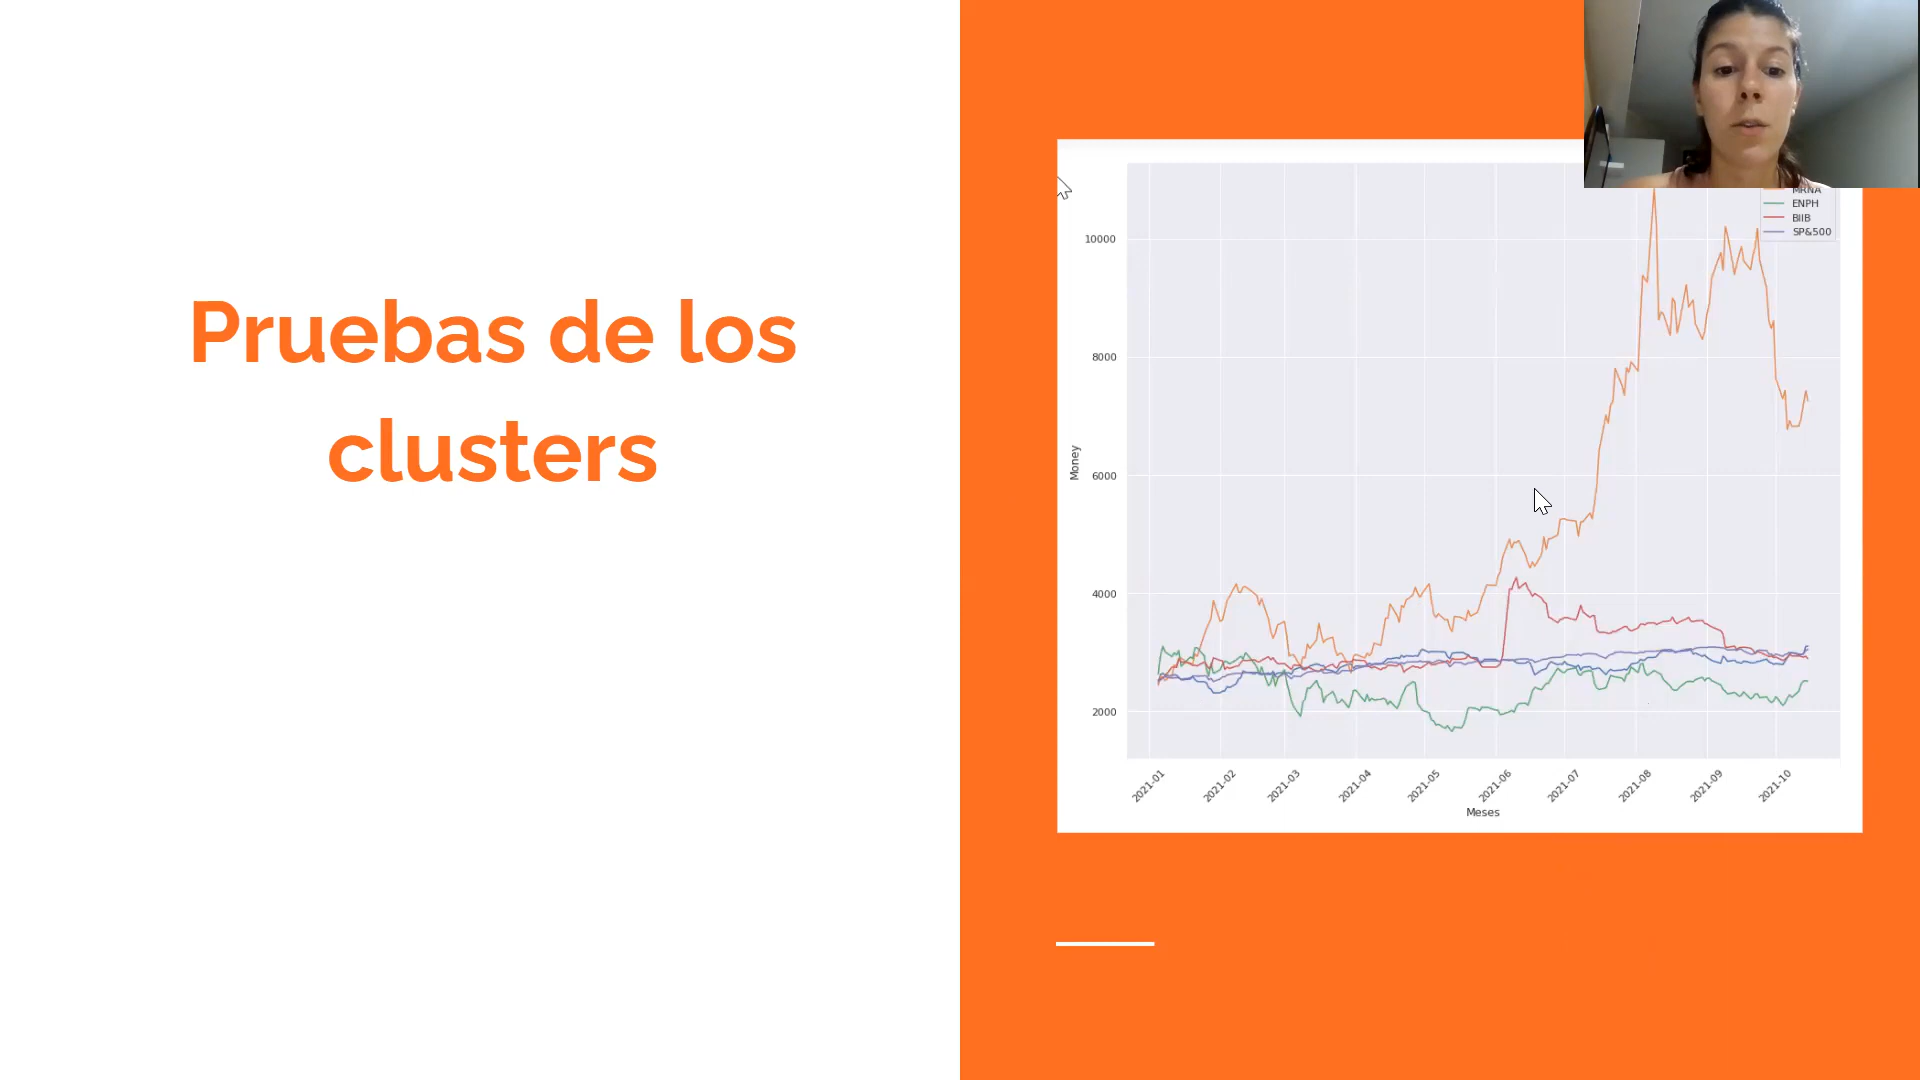 Pruebas de los
clusters
MRNA
ENPH
BIIB
SP&500
10000
8000
6000
4000
2000
Money
2021-01
2021-02
2021-03
2021-04
2021-05
2021-06
2021-07
2021-08
2021-09
2021-10
Meses